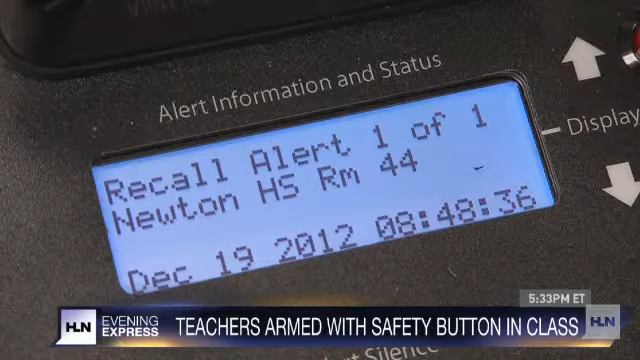 Alert Information and Status
Recall Alert 1 of 1
Newton HS Rm 44
Dec 19 2012 08:48:36
Display
5:33PM ET
HLN
EVENING
EXPRESS
TEACHERS ARMED WITH SAFETY BUTTON IN CLASS
HLN
Silence